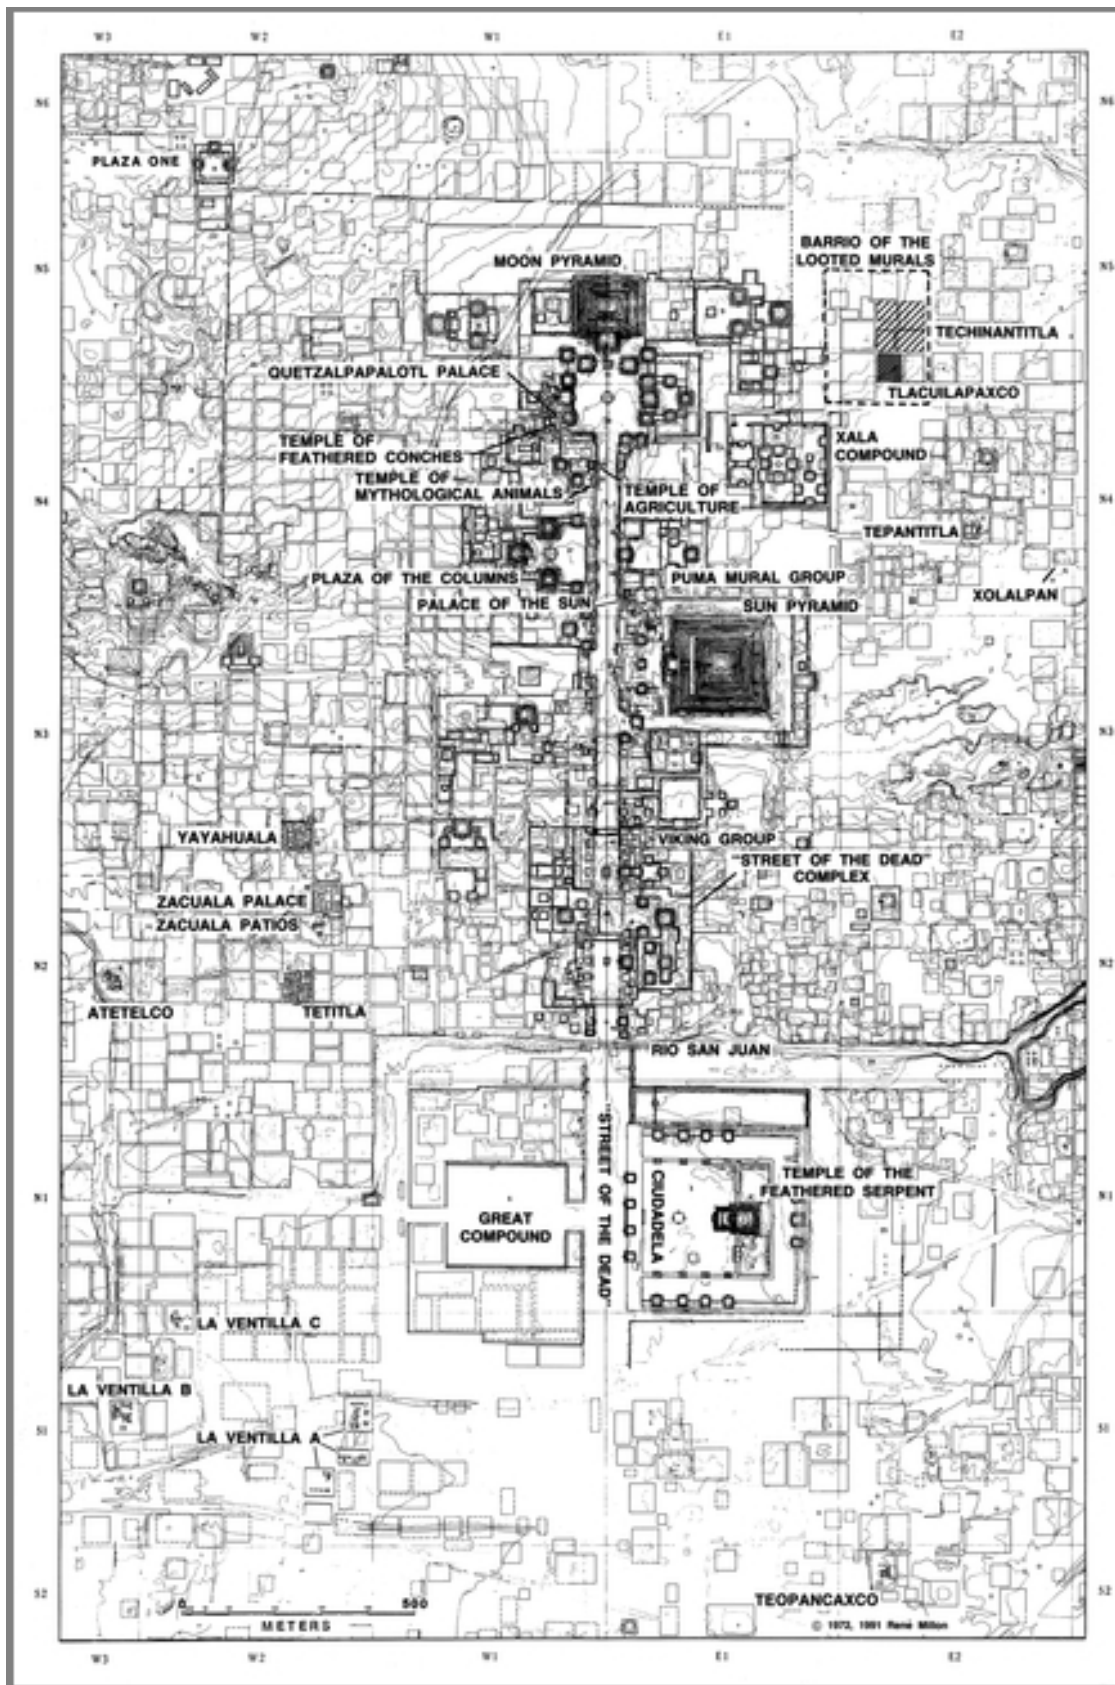 W3 W2 W1 E1 E2
N6 N6
PLAZA ONE
BARRIO OF THE
LOOTED MURALS
N5 N5
MOON PYRAMID
TECHINANTITLA
QUETZALPAPALOTL PALACE
TLACUILAPAXCO
TEMPLE OF
FEATHERED CONCHES
XALA
COMPOUND
TEMPLE OF
MYTHOLOGICAL ANIMALS
TEMPLE OF
AGRICULTURE
N4 N4
TEPANTITLA
PLAZA OF THE COLUMNS
PUMA MURAL GROUP
XOLALPAN
PALACE OF THE SUN
SUN PYRAMID
N3 N3
YAYAHUALA
VIKING GROUP
"STREET OF THE DEAD"
COMPLEX
ZACUALA PALACE
ZACUALA PATIOS
N2 N2
ATETELCO
TETITLA
RIO SAN JUAN
"STREET OF THE DEAD"
CIUDADELA
TEMPLE OF THE
FEATHERED SERPENT
N1 N1
GREAT
COMPOUND
LA VENTILLA C
LA VENTILLA B
S1 S1
LA VENTILLA A
S2 S2
TEOPANCAXCO
0 500
METERS
© 1972, 1991 René Millon
W3 W2 W1 E1 E2